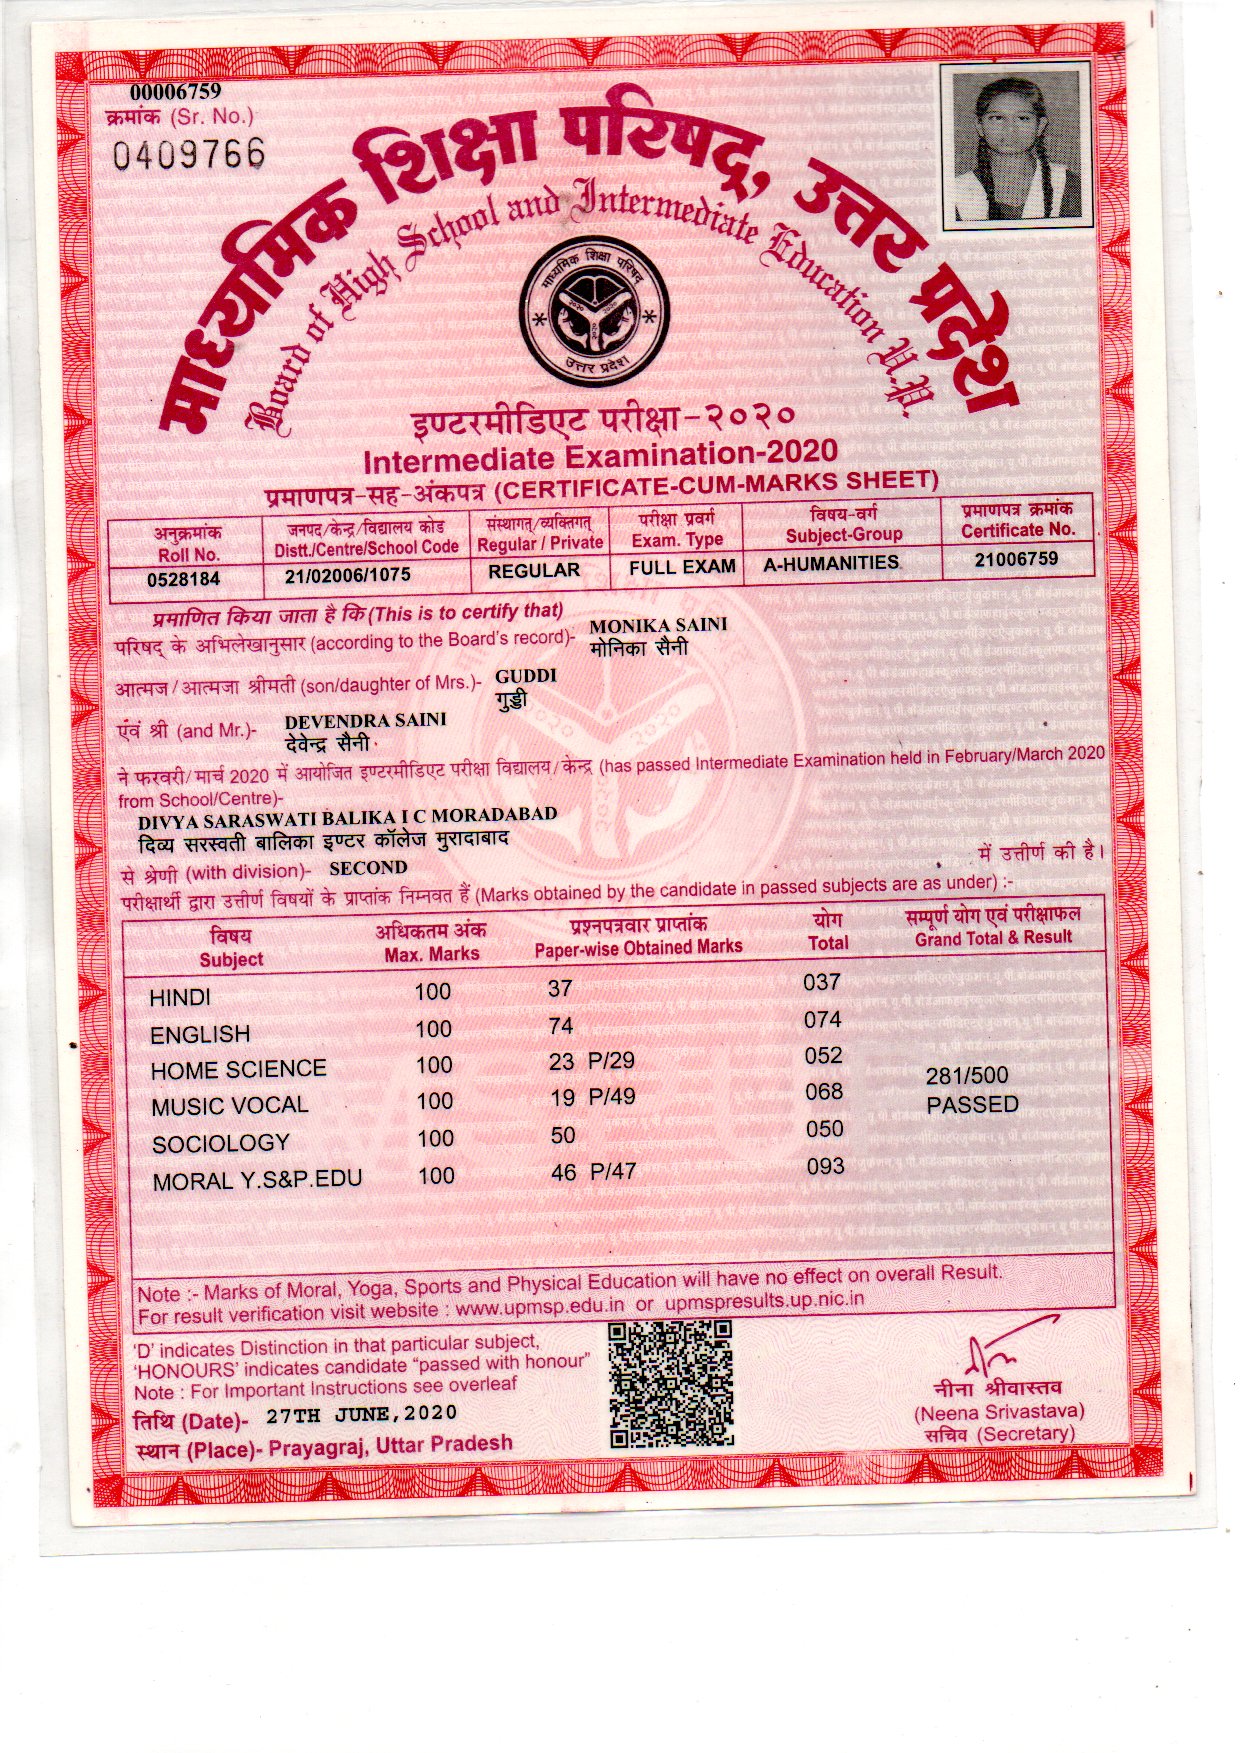 00006759
क्रमांक (Sr. No.)
0409766
माध्यमिक शिक्षा परिषद्, उत्तर प्रदेश
Board of High School and Intermediate Education U.P.
माध्यमिक शिक्षा परिषद्
उत्तर प्रदेश
इण्टरमीडिएट परीक्षा-२०२०
Intermediate Examination-2020
प्रमाणपत्र-सह-अंकपत्र (CERTIFICATE-CUM-MARKS SHEET)
अनुक्रमांक जनपद/केन्द्र/विद्यालय कोड संस्थागत्/व्यक्तिगत् परीक्षा प्रवर्ग विषय-वर्ग प्रमाणपत्र क्रमांक
Roll No. Distt./Centre/School Code Regular / Private Exam. Type Subject-Group Certificate No.
0528184 21/02006/1075 REGULAR FULL EXAM A-HUMANITIES 21006759
प्रमाणित किया जाता है कि (This is to certify that)
परिषद् के अभिलेखानुसार (according to the Board's record)- MONIKA SAINI
मोनिका सैनी
आत्मज/आत्मजा श्रीमती (son/daughter of Mrs.)- GUDDI
गुड्डी
एंवं श्री (and Mr.)- DEVENDRA SAINI
देवेन्द्र सैनी
ने फरवरी/मार्च 2020 में आयोजित इण्टरमीडिएट परीक्षा विद्यालय/केन्द्र (has passed Intermediate Examination held in February/March 2020
from School/Centre)-
DIVYA SARASWATI BALIKA I C MORADABAD
दिव्य सरस्वती बालिका इण्टर कॉलेज मुरादाबाद
से श्रेणी (with division)- SECOND में उत्तीर्ण की है।
परीक्षार्थी द्वारा उत्तीर्ण विषयों के प्राप्तांक निम्नवत हैं (Marks obtained by the candidate in passed subjects are as under) :-
विषय अधिकतम अंक प्रश्नपत्रवार प्राप्तांक योग सम्पूर्ण योग एवं परीक्षाफल
Subject Max. Marks Paper-wise Obtained Marks Total Grand Total & Result
HINDI 100 37 037
ENGLISH 100 74 074
HOME SCIENCE 100 23 P/29 052
281/500
MUSIC VOCAL 100 19 P/49 068
PASSED
SOCIOLOGY 100 50 050
MORAL Y.S&P.EDU 100 46 P/47 093
Note :- Marks of Moral, Yoga, Sports and Physical Education will have no effect on overall Result.
For result verification visit website : www.upmsp.edu.in or upmspresults.up.nic.in
'D' indicates Distinction in that particular subject,
'HONOURS' indicates candidate "passed with honour"
Note : For Important Instructions see overleaf
तिथि (Date)- 27TH JUNE,2020
स्थान (Place)- Prayagraj, Uttar Pradesh
नीना श्रीवास्तव
(Neena Srivastava)
सचिव (Secretary)